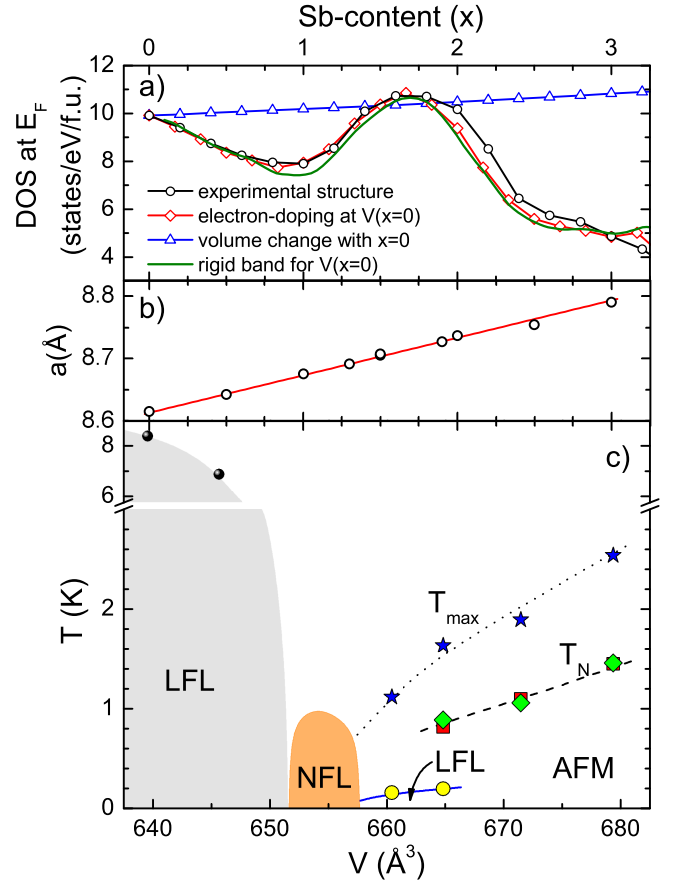 Sb-content (x)
0 1 2 3
12
10
8
6
4
DOS at E_F
(states/eV/f.u.)
a)
experimental structure
electron-doping at V(x=0)
volume change with x=0
rigid band for V(x=0)
8.8
8.7
8.6
a(Å)
b)
8
6
2
1
0
T (K)
c)
T_max
T_N
LFL
NFL
LFL
AFM
640 650 660 670 680
V (Å³)